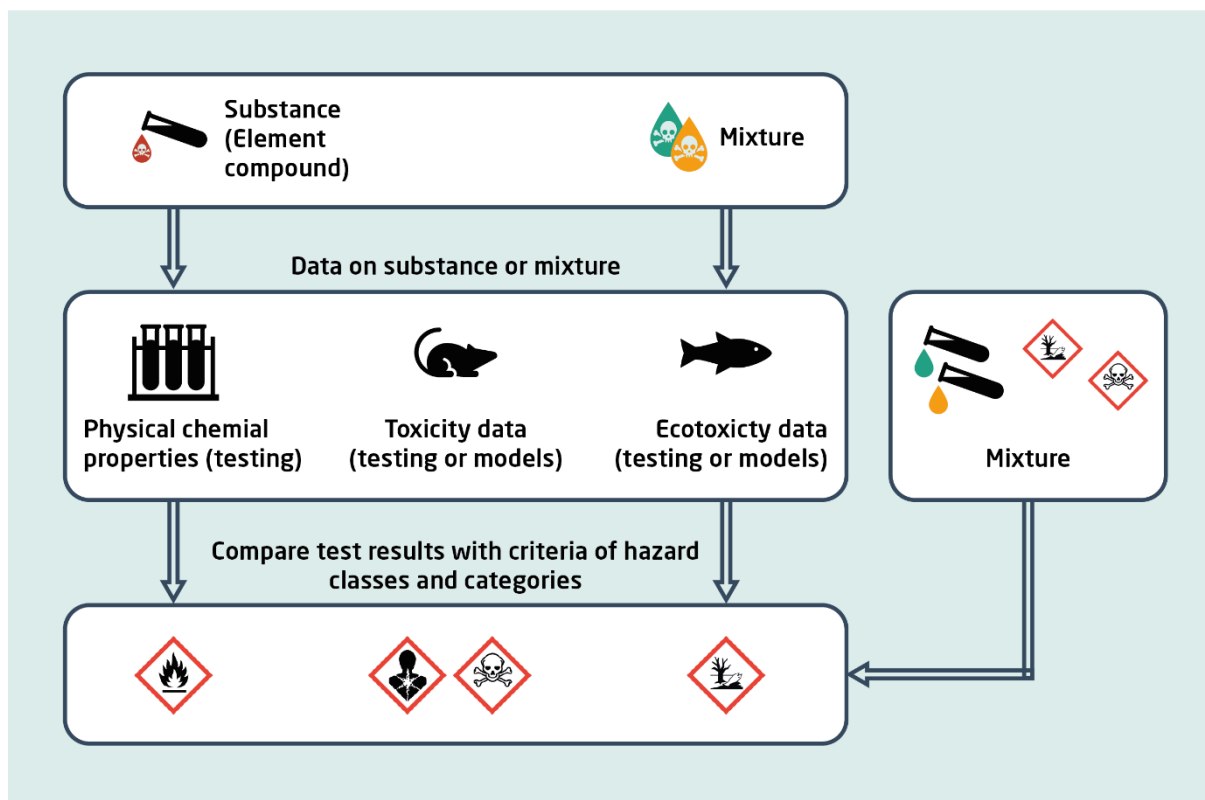 Substance
(Element
compound)
Mixture
Data on substance or mixture
Physical chemial
properties (testing)
Toxicity data
(testing or models)
Ecotoxicty data
(testing or models)
Mixture
Compare test results with criteria of hazard
classes and categories